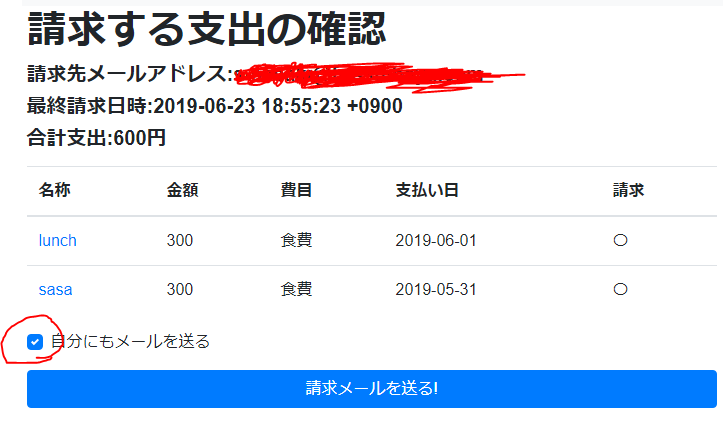 請求する支出の確認
請求先メールアドレス:
最終請求日時:2019-06-23 18:55:23 +0900
合計支出:600円
名称 金額 費目 支払い日 請求
lunch 300 食費 2019-06-01 〇
sasa 300 食費 2019-05-31 〇
自分にもメールを送る
請求メールを送る!